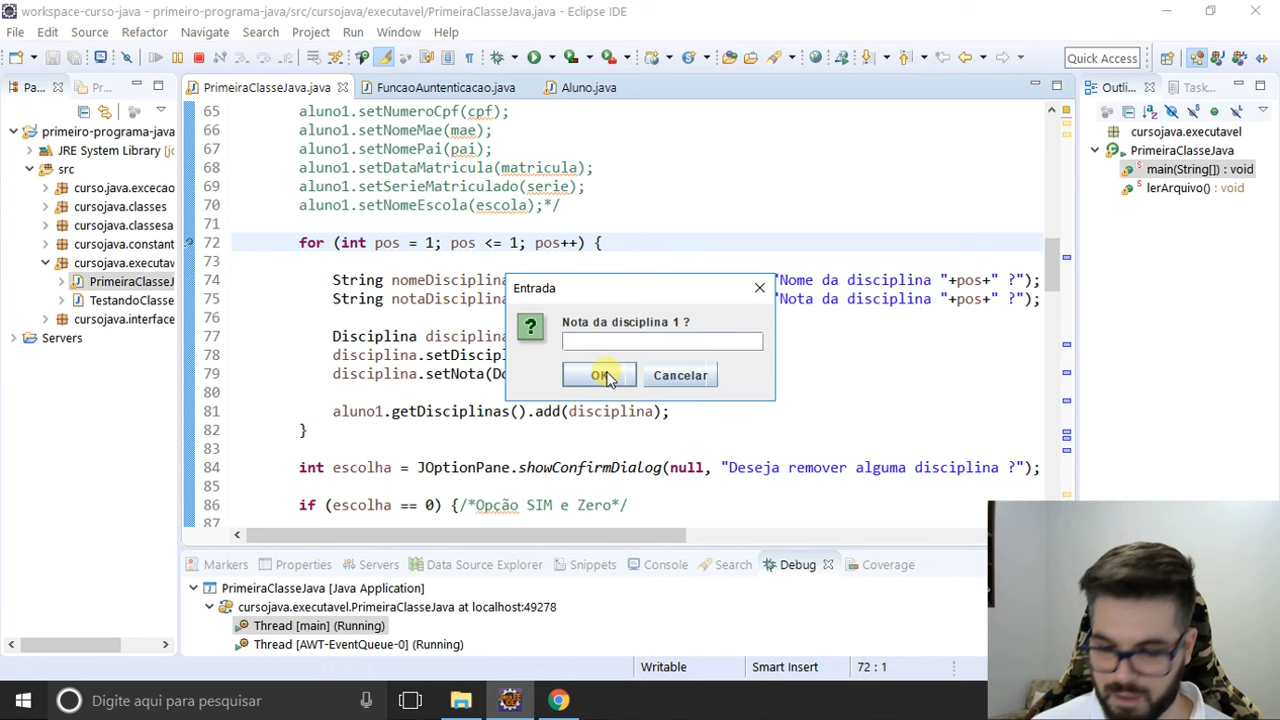 workspace-curso-java - primeiro-programa-java/src/cursojava/executavel/PrimeiraClasseJava.java - Eclipse IDE
File Edit Source Refactor Navigate Search Project Run Window Help
Quick Access
Pa...
Pr...
PrimeiraClasseJava.java
FuncaoAuntenticacao.java
Aluno.java
Outli...
Task...
primeiro-programa-java
JRE System Library [jc
src
curso.java.excecao
cursojava.classes
cursojava.classesa
cursojava.constant
cursojava.executav
PrimeiraClasseJ
TestandoClasse
cursojava.interface
Servers
65 aluno1.setNumeroCpf(cpf);
66 aluno1.setNomeMae(mae);
67 aluno1.setNomePai(pai);
68 aluno1.setDataMatricula(matricula);
69 aluno1.setSerieMatriculado(serie);
70 aluno1.setNomeEscola(escola);*/
71
72 for (int pos = 1; pos <= 1; pos++) {
73
74 String nomeDisciplina "Nome da disciplina "+pos+" ?");
75 String notaDisciplina "Nota da disciplina "+pos+" ?");
76
77 Disciplina disciplina
78 disciplina.setDiscip
79 disciplina.setNota(Do
80
81 aluno1.getDisciplinas().add(disciplina);
82 }
83
84 int escolha = JOptionPane.showConfirmDialog(null, "Deseja remover alguma disciplina ?");
85
86 if (escolha == 0) {/*Opção SIM e Zero*/
87
Entrada
?
Nota da disciplina 1 ?
OK
Cancelar
cursojava.executavel
PrimeiraClasseJava
main(String[]) : void
lerArquivo() : void
Markers Properties Servers Data Source Explorer Snippets Console Search Debug Coverage
PrimeiraClasseJava [Java Application]
cursojava.executavel.PrimeiraClasseJava at localhost:49278
Thread [main] (Running)
Thread [AWT-EventQueue-0] (Running)
Writable
Smart Insert
72 : 1
Digite aqui para pesquisar